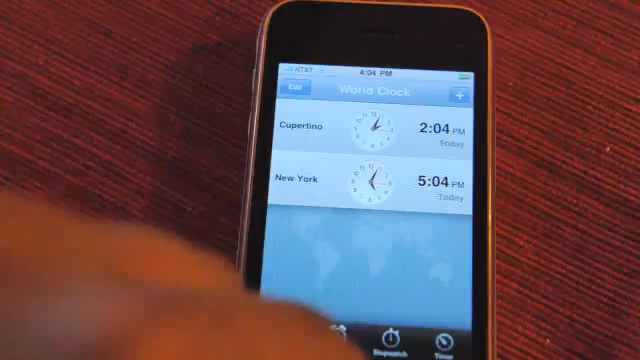 AT&T 4:04 PM
Edit World Clock +
Cupertino 2:04 PM
Today
New York 5:04 PM
Today
Stopwatch Timer